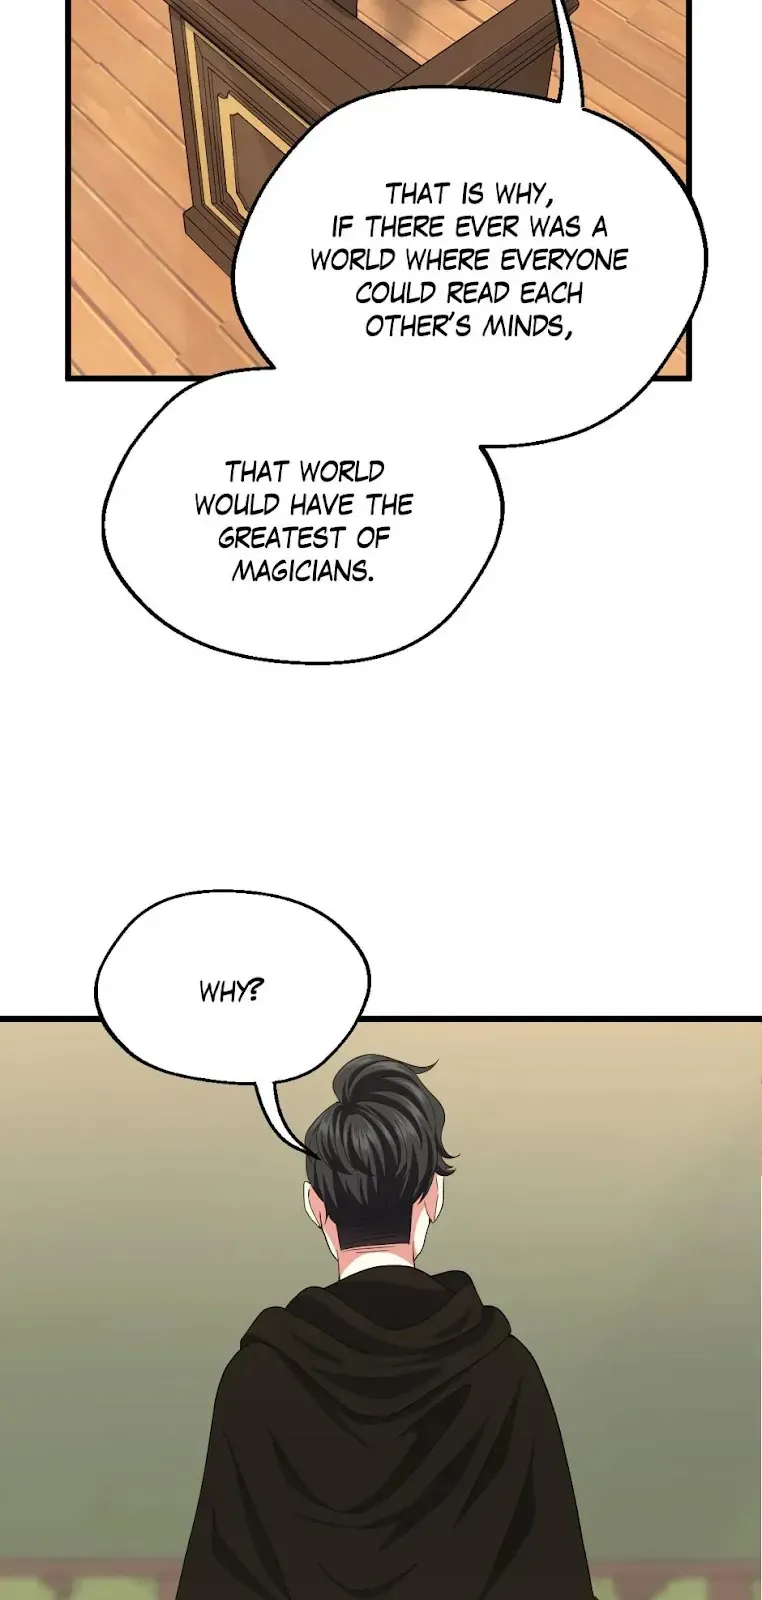 THAT IS WHY,
IF THERE EVER WAS A
WORLD WHERE EVERYONE
COULD READ EACH
OTHER'S MINDS,
THAT WORLD
WOULD HAVE THE
GREATEST OF
MAGICIANS.
WHY?